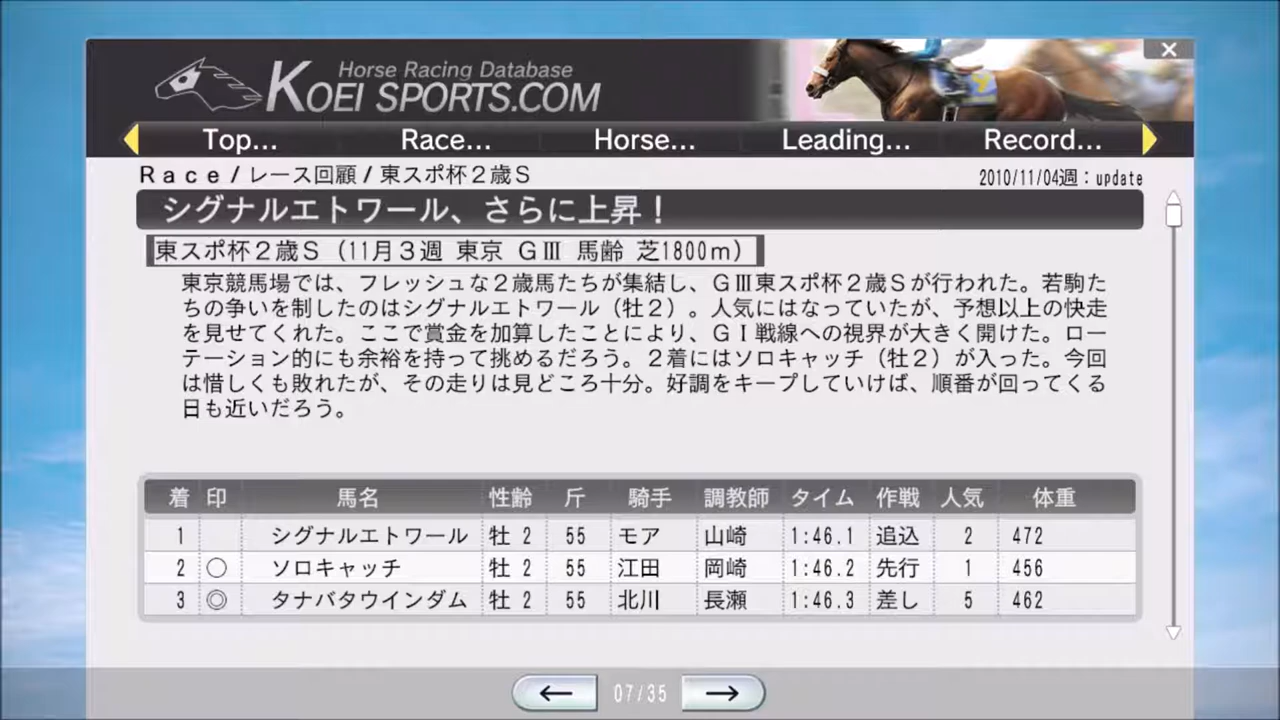 Horse Racing Database
KOEI SPORTS.COM
Top... Race... Horse... Leading... Record...
Race/レース回顧/東スポ杯2歳S
2010/11/04週：update
シグナルエトワール、さらに上昇！
東スポ杯2歳S（11月3週 東京 GⅢ 馬齢 芝1800m）
東京競馬場では、フレッシュな2歳馬たちが集結し、GⅢ東スポ杯2歳Sが行われた。若駒た
ちの争いを制したのはシグナルエトワール（牡2）。人気にはなっていたが、予想以上の快走
を見せてくれた。ここで賞金を加算したことにより、GⅠ戦線への視界が大きく開けた。ロー
テーション的にも余裕を持って挑めるだろう。2着にはソロキャッチ（牡2）が入った。今回
は惜しくも敗れたが、その走りは見どころ十分。好調をキープしていけば、順番が回ってくる
日も近いだろう。
着 印 馬名 性齢 斤 騎手 調教師 タイム 作戦 人気 体重
1 シグナルエトワール 牡 2 55 モア 山崎 1:46.1 追込 2 472
2 ○ ソロキャッチ 牡 2 55 江田 岡崎 1:46.2 先行 1 456
3 ◎ タナバタウインダム 牡 2 55 北川 長瀬 1:46.3 差し 5 462
07/35